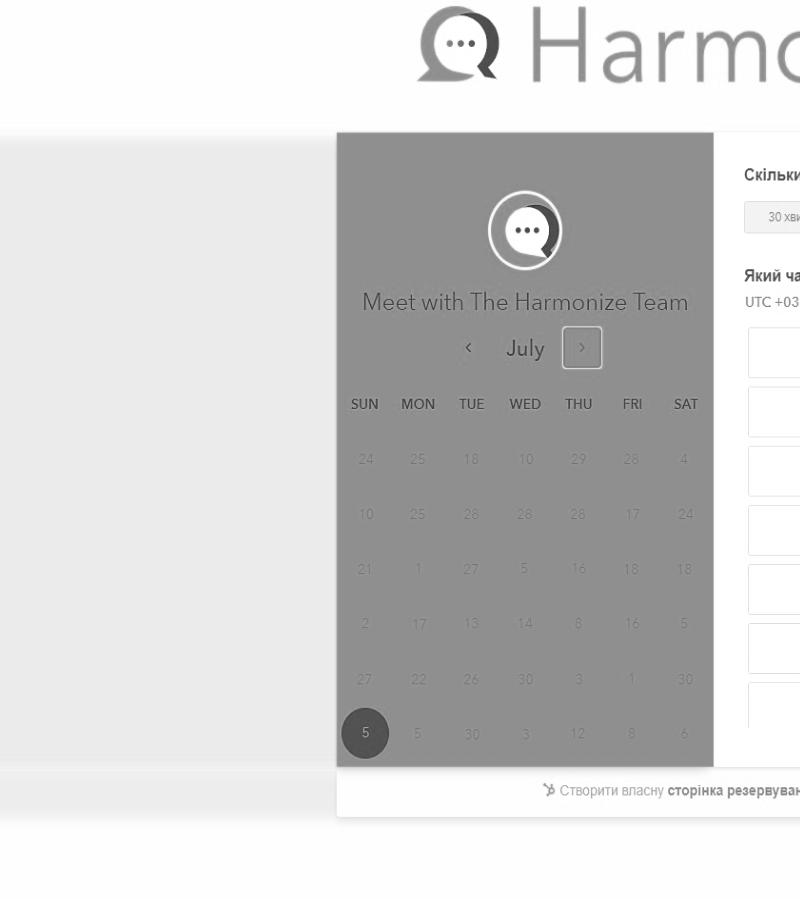 Harmo
Meet with The Harmonize Team
July
SUN MON TUE WED THU FRI SAT
24 25 18 10 29 28 4
10 25 28 28 28 17 24
21 1 27 5 16 18 18
2 17 13 14 8 16 5
27 22 26 30 3 1 30
5 5 30 3 12 8 6
Скільки
30 хви
Який ча
UTC +03
Створити власну сторінка резервуван